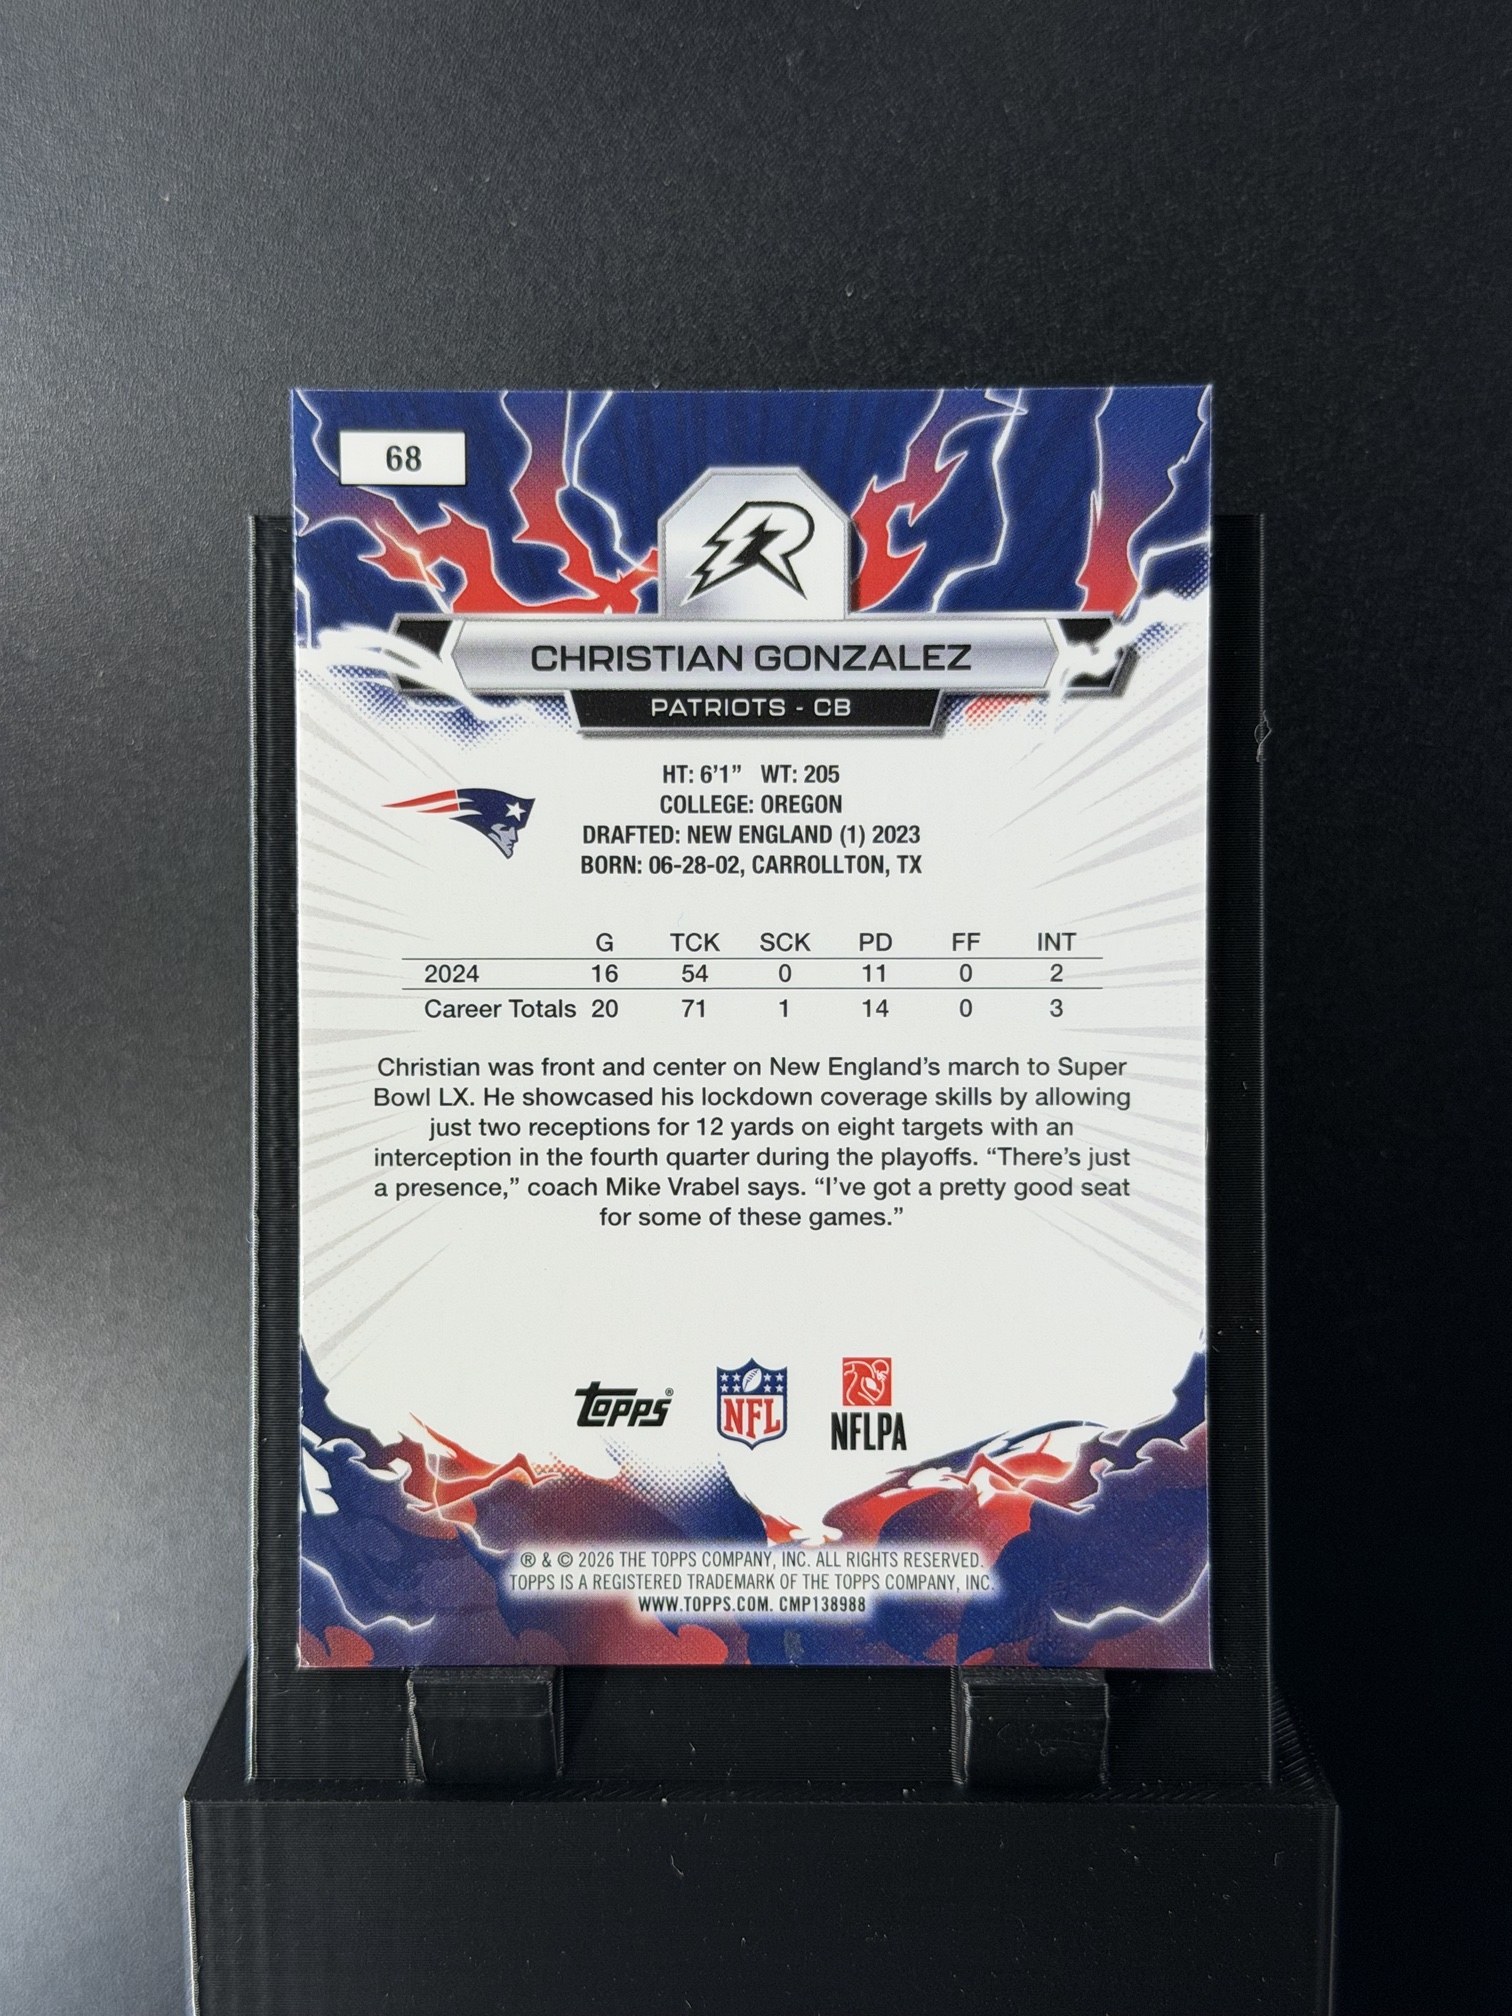 68
R
CHRISTIAN GONZALEZ
PATRIOTS - CB
HT: 6'1” WT: 205
COLLEGE: OREGON
DRAFTED: NEW ENGLAND (1) 2023
BORN: 06-28-02, CARROLLTON, TX
G TCK SCK PD FF INT
2024 16 54 0 11 0 2
Career Totals 20 71 1 14 0 3
Christian was front and center on New England’s march to Super
Bowl LX. He showcased his lockdown coverage skills by allowing
just two receptions for 12 yards on eight targets with an
interception in the fourth quarter during the playoffs. “There’s just
a presence,” coach Mike Vrabel says. “I’ve got a pretty good seat
for some of these games.”
Topps® NFL NFLPA
® & © 2026 THE TOPPS COMPANY, INC. ALL RIGHTS RESERVED.
TOPPS IS A REGISTERED TRADEMARK OF THE TOPPS COMPANY, INC.
WWW.TOPPS.COM. CMP138988